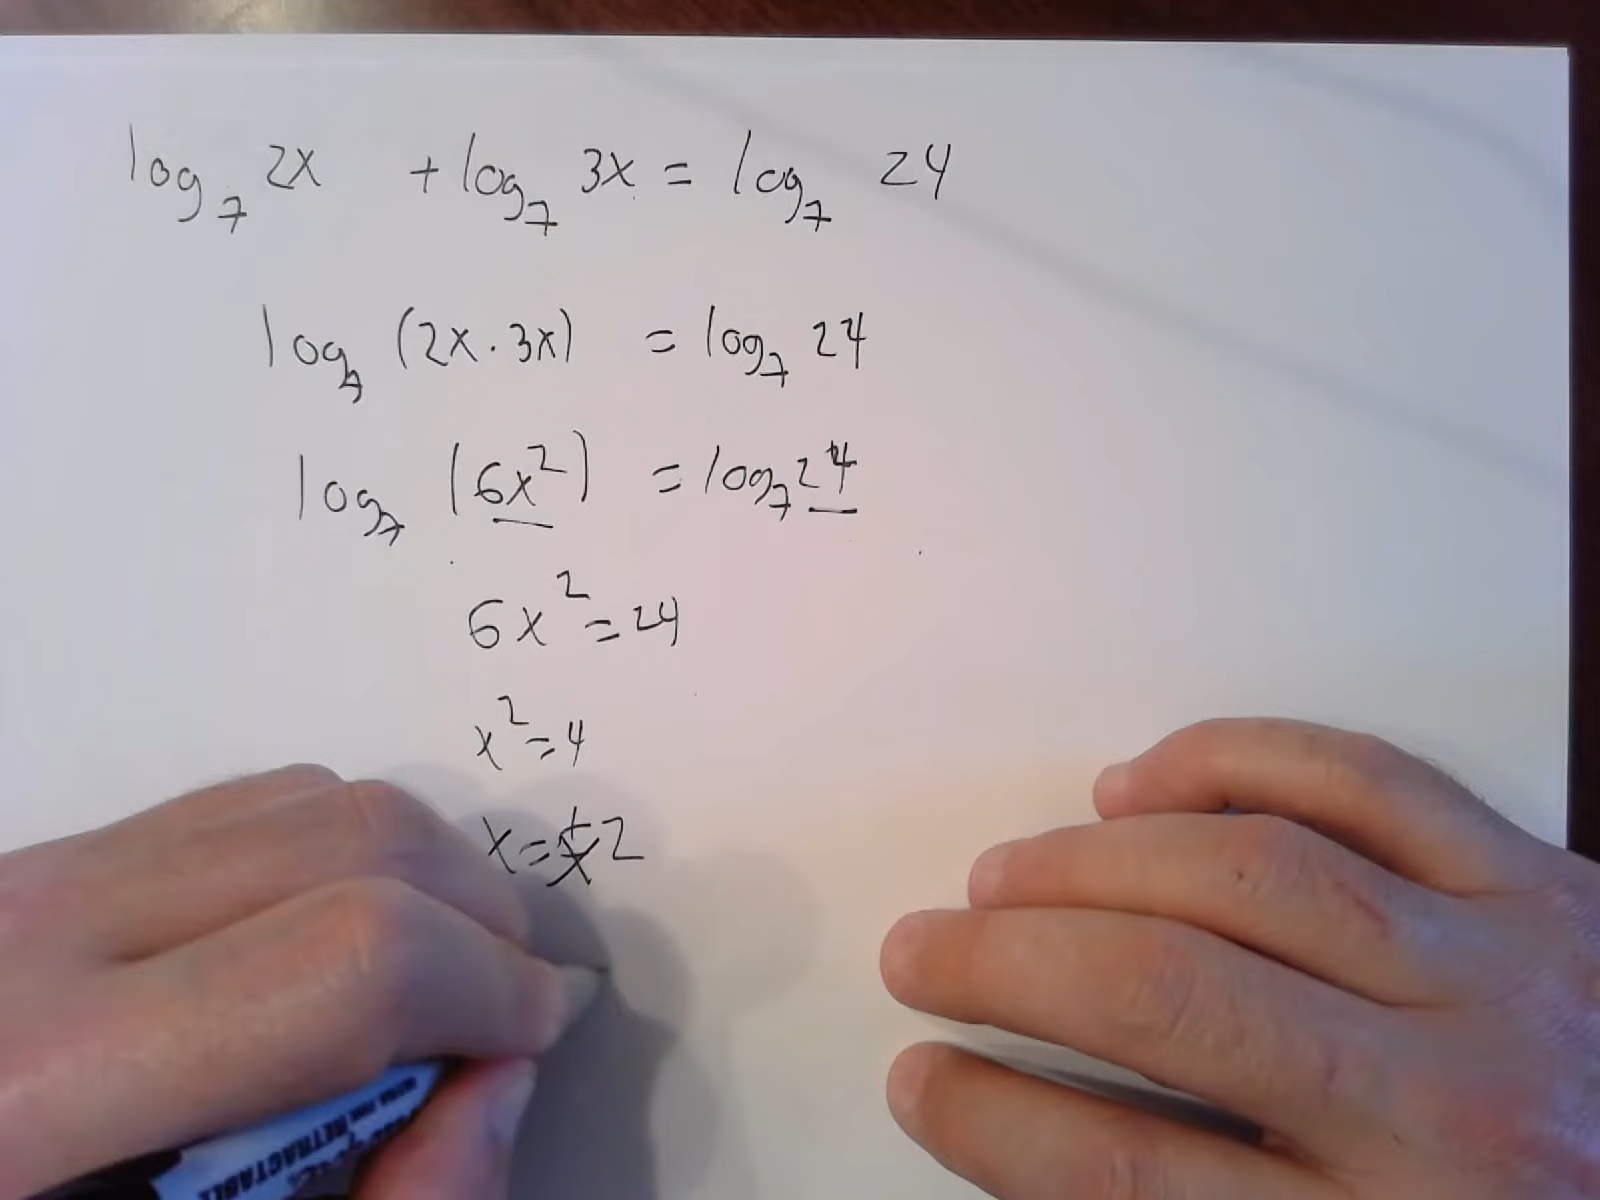 log₇ 2x + log₇ 3x = log₇ 24
log₇ (2x · 3x) = log₇ 24
log₇ (6x²) = log₇ 24
6x² = 24
x² = 4
x = ± 2
RETRACTABLE